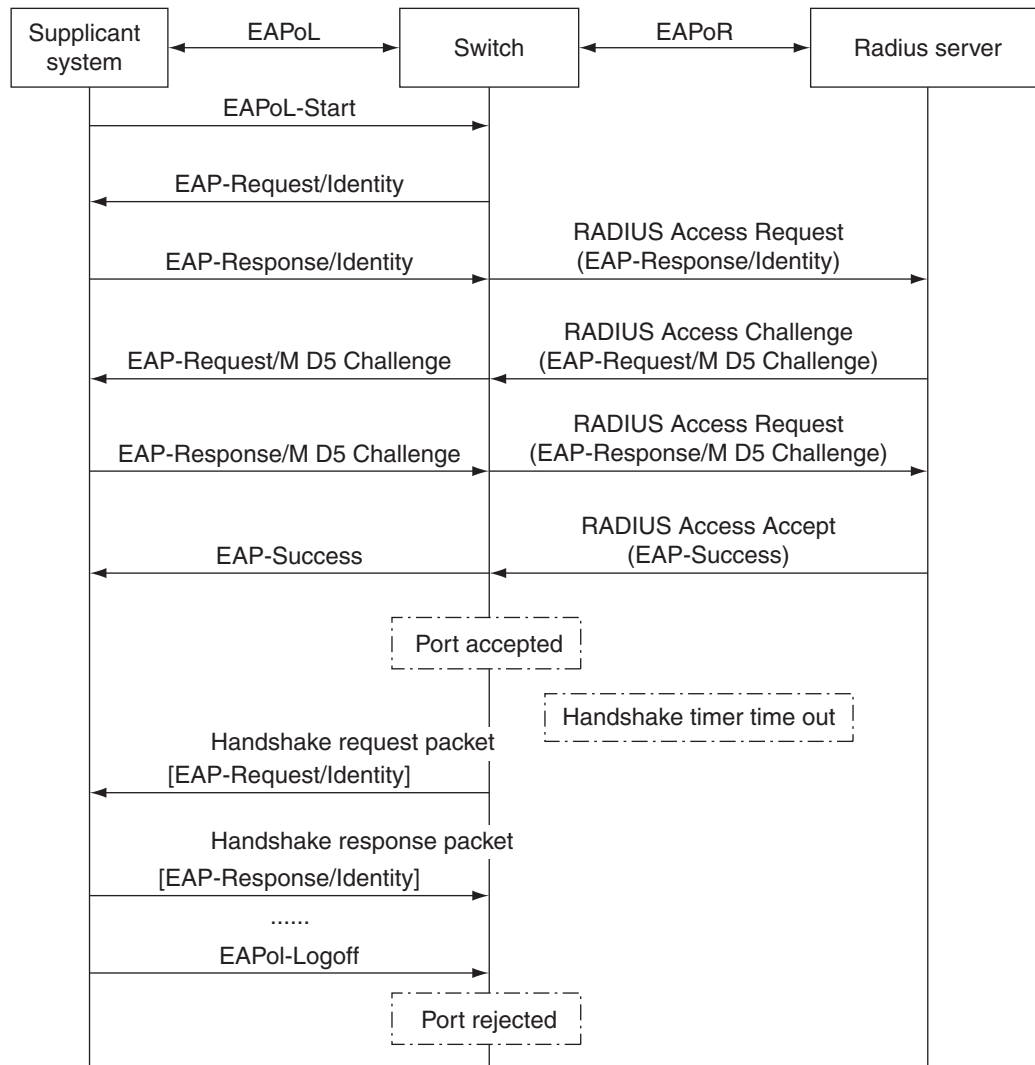 Supplicant
system
EAPoL
Switch
EAPoR
Radius server
EAPoL-Start
EAP-Request/Identity
EAP-Response/Identity
RADIUS Access Request
(EAP-Response/Identity)
EAP-Request/M D5 Challenge
RADIUS Access Challenge
(EAP-Request/M D5 Challenge)
EAP-Response/M D5 Challenge
RADIUS Access Request
(EAP-Response/M D5 Challenge)
EAP-Success
RADIUS Access Accept
(EAP-Success)
Port accepted
Handshake timer time out
Handshake request packet
[EAP-Request/Identity]
Handshake response packet
[EAP-Response/Identity]
......
EAPol-Logoff
Port rejected